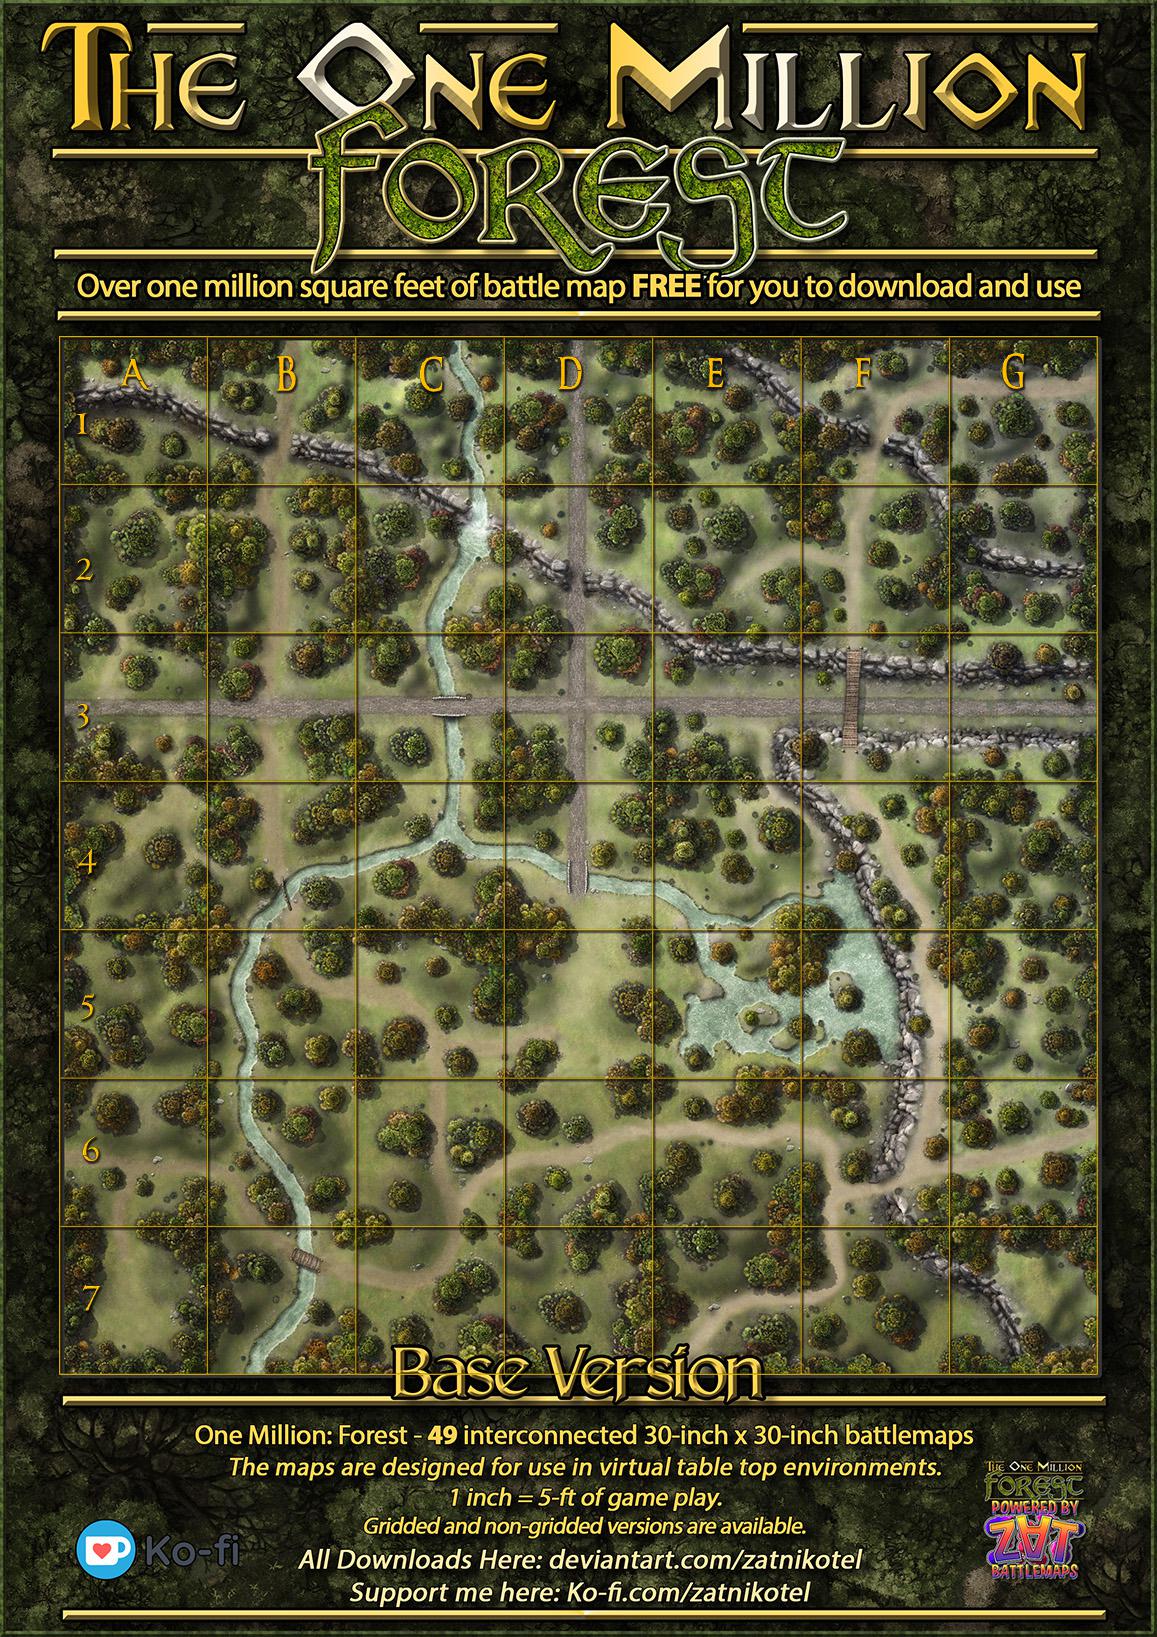 The One Million
Forest
Over one million square feet of battle map FREE for you to download and use
A B C D E F G
1
2
3
4
5
6
7
Base Version
One Million: Forest - 49 interconnected 30-inch x 30-inch battlemaps
The maps are designed for use in virtual table top environments.
1 inch = 5-ft of game play.
Gridded and non-gridded versions are available.
All Downloads Here: deviantart.com/zatnikotel
Support me here: Ko-fi.com/zatnikotel
Ko-fi
The One Million
Forest
POWERED BY
ZAT
BATTLEMAPS